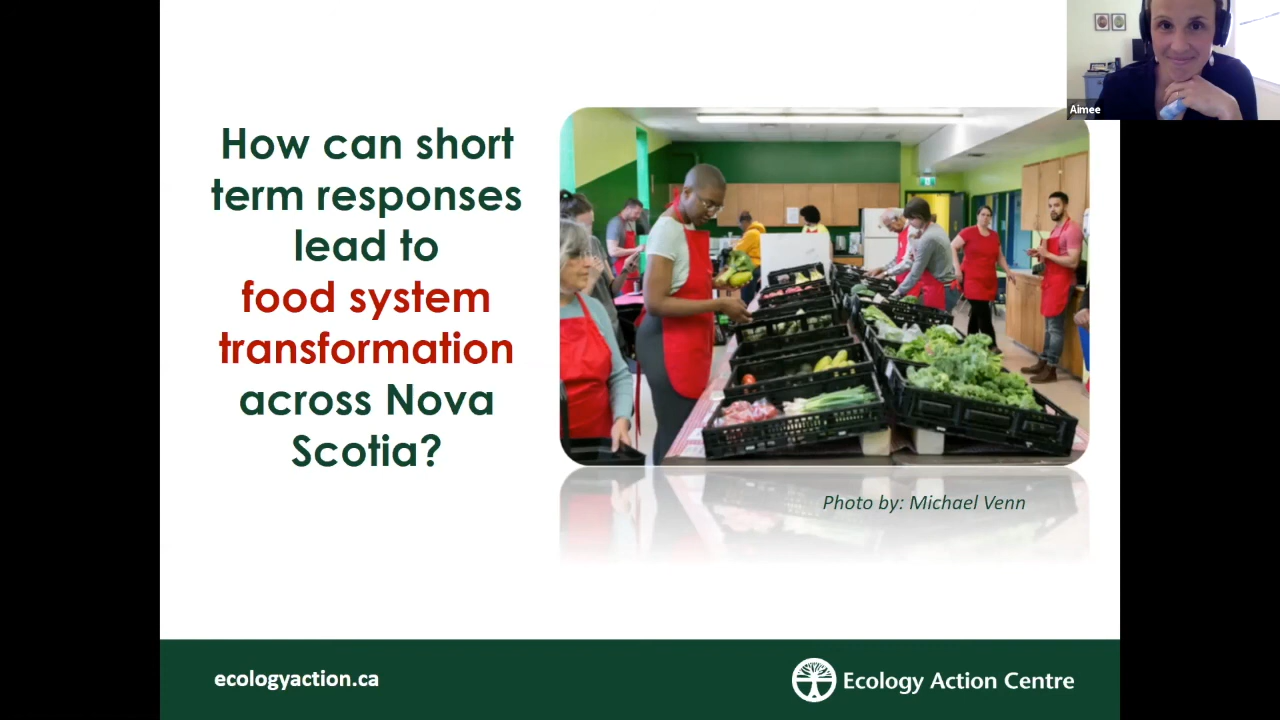 Aimee
How can short
term responses
lead to
food system
transformation
across Nova
Scotia?
Photo by: Michael Venn
ecologyaction.ca
Ecology Action Centre